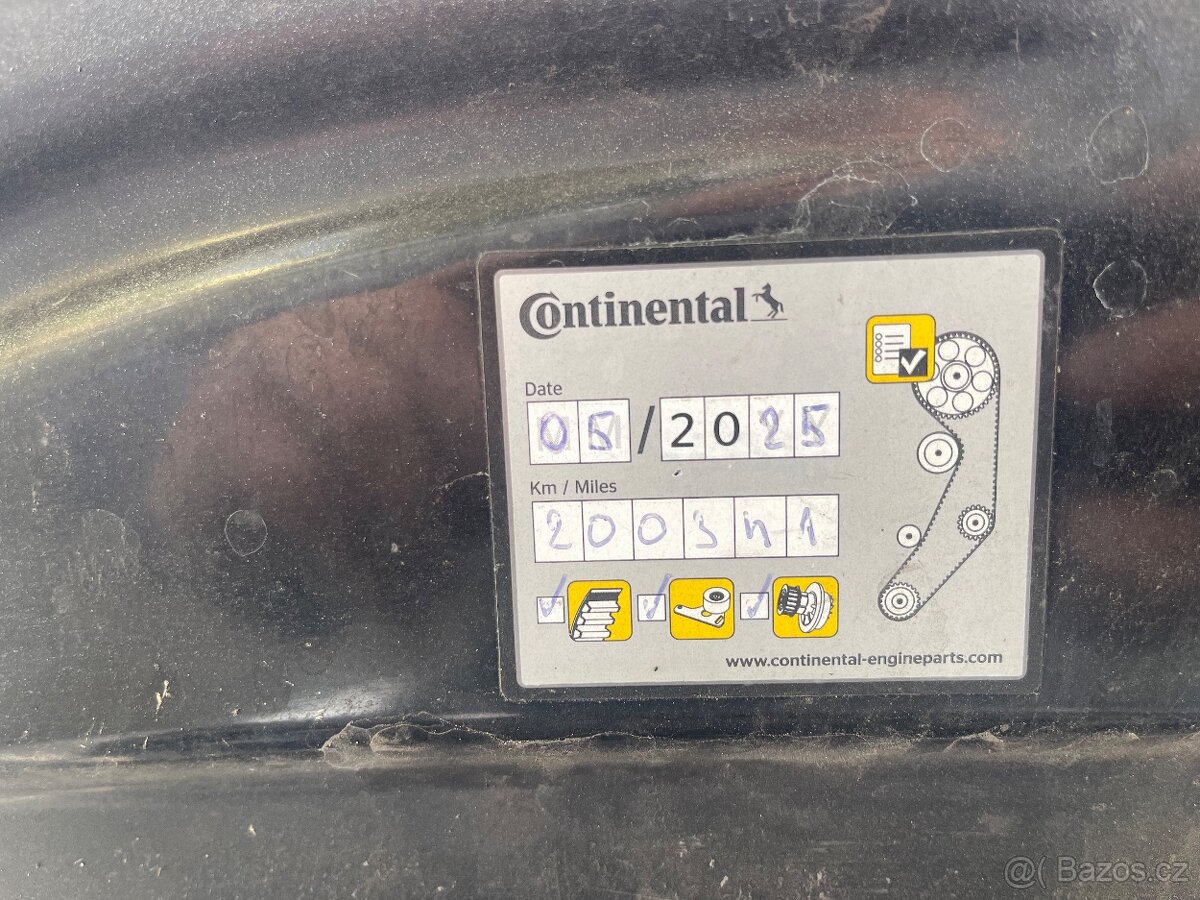 Continental
Date
05/2025
Km / Miles
200341
www.continental-engineparts.com
@( Bazos.cz